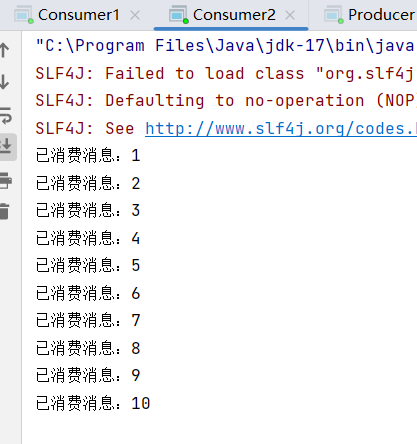 Consumer1 Consumer2 Producer
"C:\Program Files\Java\jdk-17\bin\java
SLF4J: Failed to load class "org.slf4j
SLF4J: Defaulting to no-operation (NOP
SLF4J: See http://www.slf4j.org/codes.
已消费消息：1
已消费消息：2
已消费消息：3
已消费消息：4
已消费消息：5
已消费消息：6
已消费消息：7
已消费消息：8
已消费消息：9
已消费消息：10